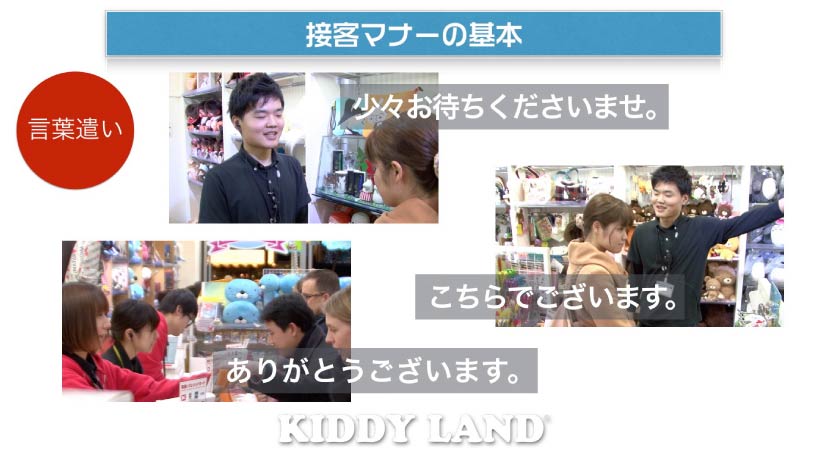 接客マナーの基本
言葉遣い
少々お待ちくださいませ。
こちらでございます。
ありがとうございます。
KIDDY LAND